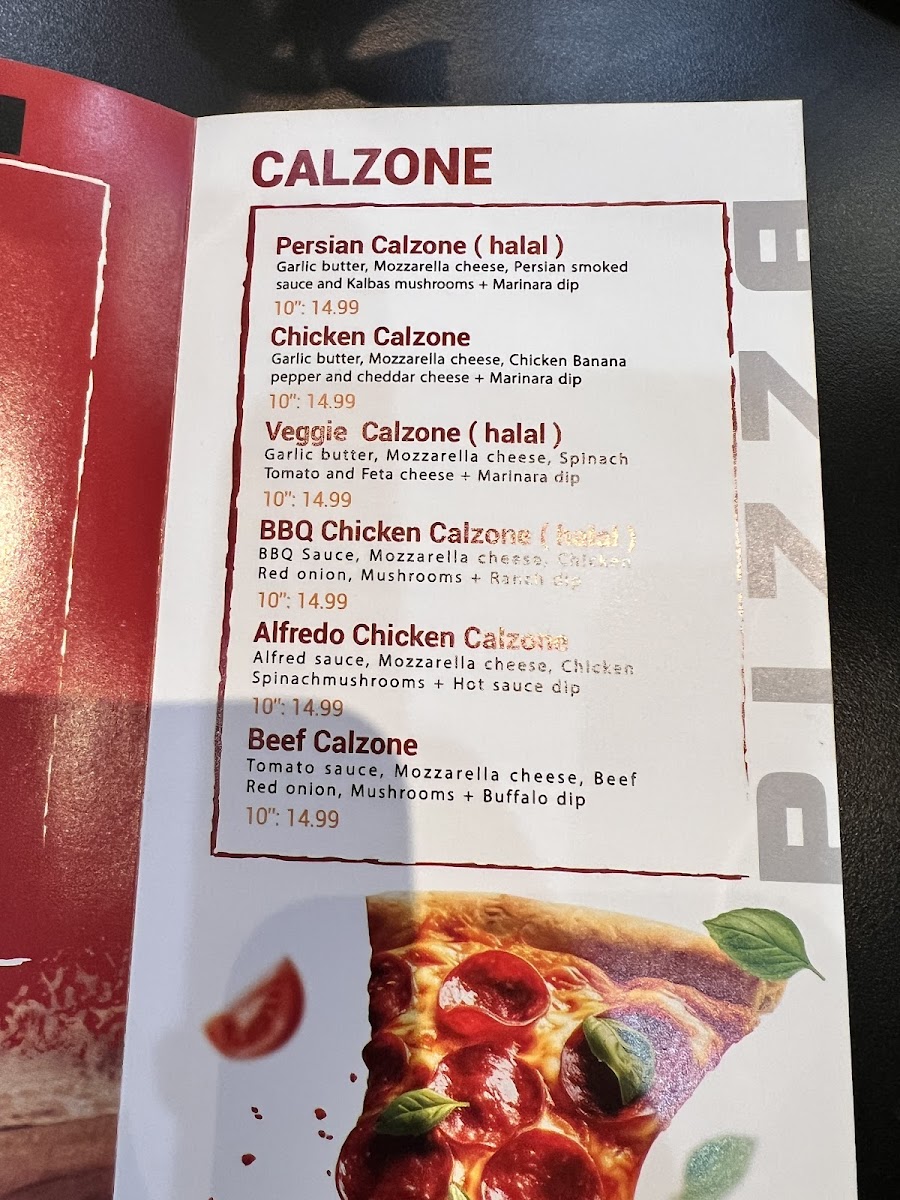 CALZONE
Persian Calzone ( halal )
Garlic butter, Mozzarella cheese, Persian smoked
sauce and Kalbas mushrooms + Marinara dip
10": 14.99
Chicken Calzone
Garlic butter, Mozzarella cheese, Chicken Banana
pepper and cheddar cheese + Marinara dip
10": 14.99
Veggie Calzone ( halal )
Garlic butter, Mozzarella cheese, Spinach
Tomato and Feta cheese + Marinara dip
10": 14.99
BBQ Chicken Calzone ( halal )
BBQ Sauce, Mozzarella cheese, Chicken
Red onion, Mushrooms + Ranch dip
10": 14.99
Alfredo Chicken Calzone
Alfred sauce, Mozzarella cheese, Chicken
Spinachmushrooms + Hot sauce dip
10": 14.99
Beef Calzone
Tomato sauce, Mozzarella cheese, Beef
Red onion, Mushrooms + Buffalo dip
10": 14.99
PIZZA